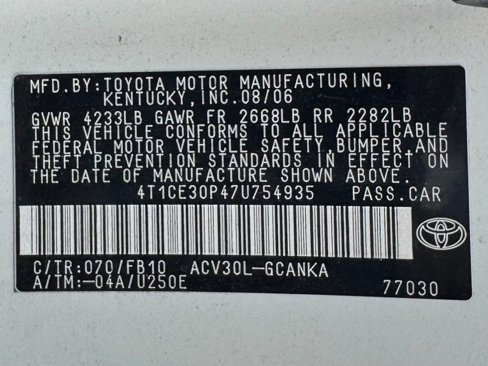 MFD.BY:TOYOTA MOTOR MANUFACTURING,
KENTUCKY,INC.08/06
GVWR 4233LB GAWR FR 2668LB RR 2282LB
THIS VEHICLE CONFORMS TO ALL APPLICABLE
FEDERAL MOTOR VEHICLE SAFETY,BUMPER,AND
THEFT PREVENTION STANDARDS IN EFFECT ON
THE DATE OF MANUFACTURE SHOWN ABOVE.
4T1CE30P47U754935 PASS.CAR
C/TR:070/FB10 ACV30L-GCANKA
A/TM:-04A/U250E 77030